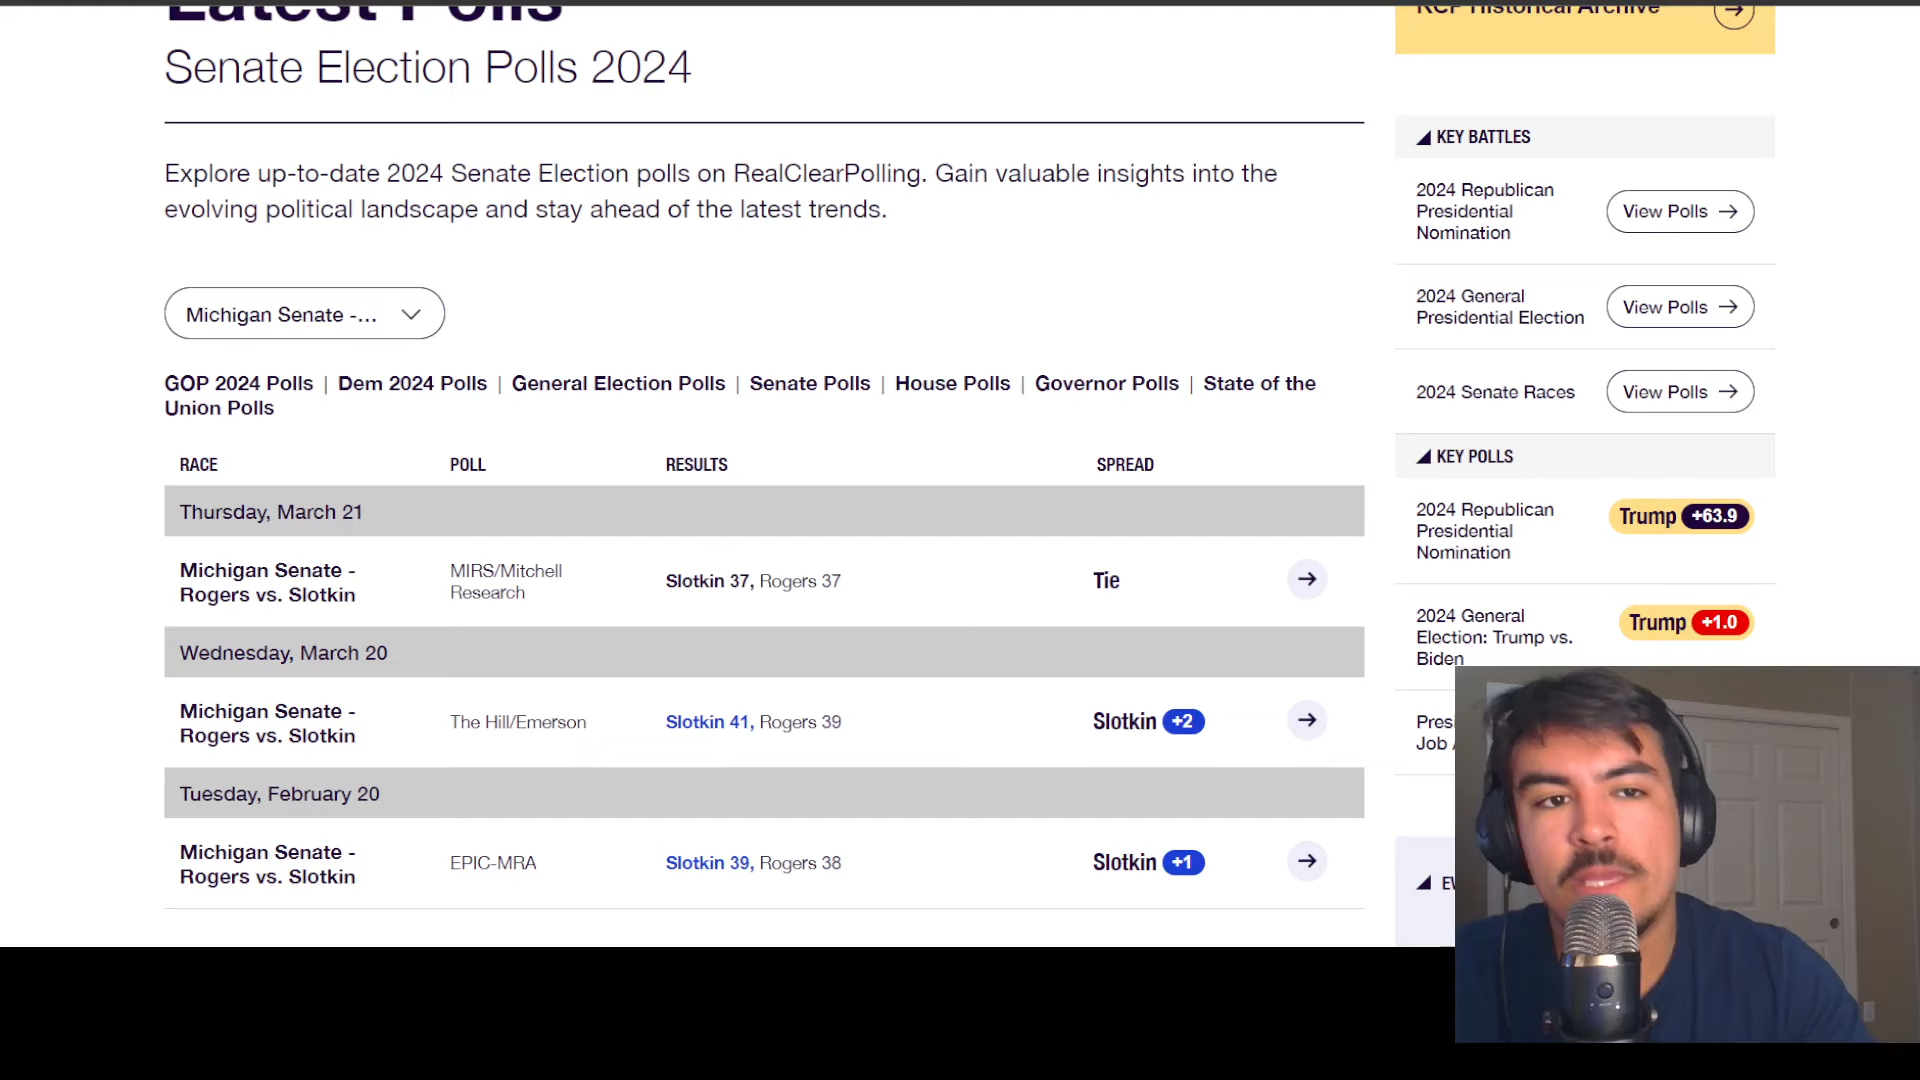 Latest Polls
Senate Election Polls 2024
Explore up-to-date 2024 Senate Election polls on RealClearPolling. Gain valuable insights into the
evolving political landscape and stay ahead of the latest trends.
Michigan Senate -...
GOP 2024 Polls | Dem 2024 Polls | General Election Polls | Senate Polls | House Polls | Governor Polls | State of the
Union Polls
RACE POLL RESULTS SPREAD
Thursday, March 21
Michigan Senate -
Rogers vs. Slotkin
MIRS/Mitchell
Research
Slotkin 37, Rogers 37
Tie
Wednesday, March 20
Michigan Senate -
Rogers vs. Slotkin
The Hill/Emerson
Slotkin 41, Rogers 39
Slotkin +2
Tuesday, February 20
Michigan Senate -
Rogers vs. Slotkin
EPIC-MRA
Slotkin 39, Rogers 38
Slotkin +1
RCP Historical Archive
KEY BATTLES
2024 Republican
Presidential
Nomination
View Polls
2024 General
Presidential Election
View Polls
2024 Senate Races
View Polls
KEY POLLS
2024 Republican
Presidential
Nomination
Trump +63.9
2024 General
Election: Trump vs.
Biden
Trump +1.0
Presi
Job